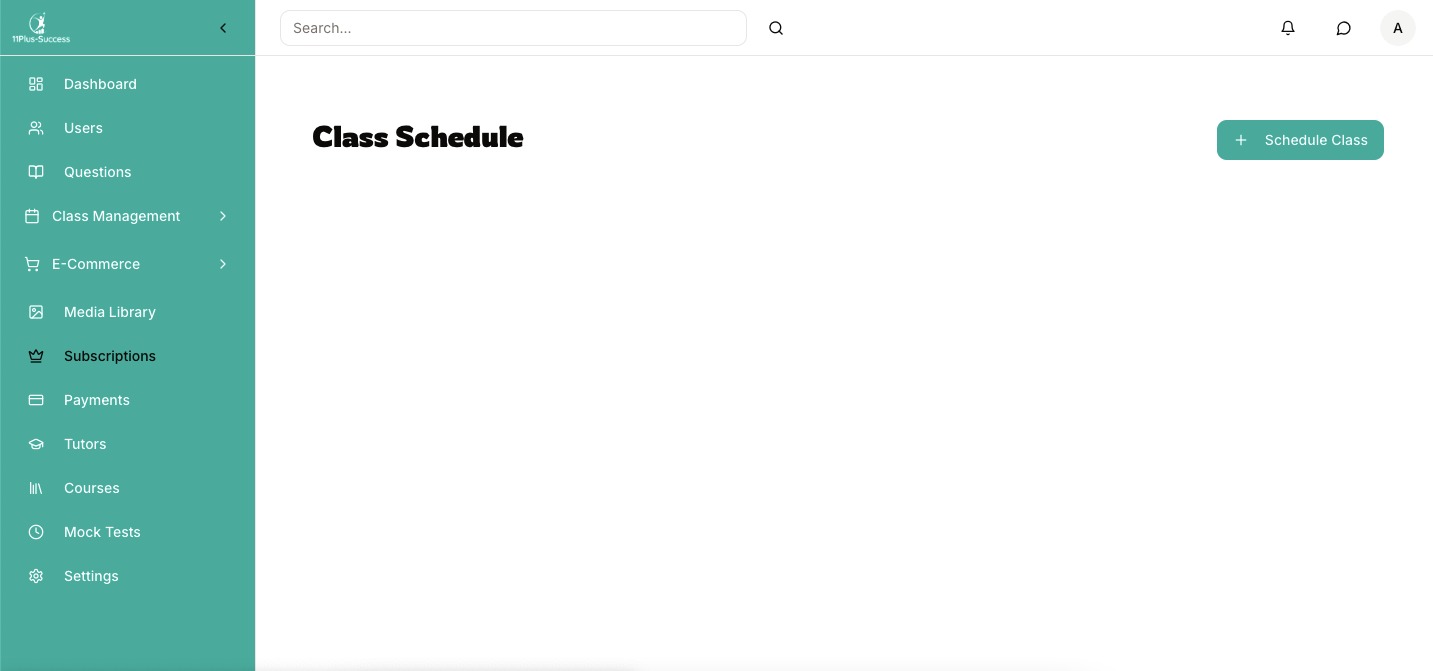 11Plus-Success
Search...
A
Dashboard
Users
Questions
Class Management
E-Commerce
Media Library
Subscriptions
Payments
Tutors
Courses
Mock Tests
Settings
Class Schedule
Schedule Class